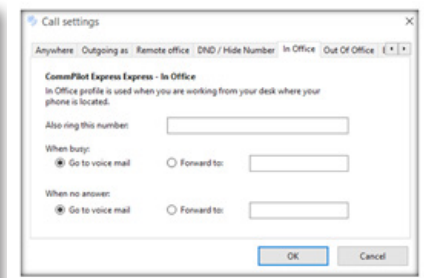 Call settings
Anywhere Outgoing as Remote office DND / Hide Number In Office Out Of Office
CommPilot Express Express - In Office
In Office profile is used when you are working from your desk where your
phone is located.
Also ring this number:
When busy:
Go to voice mail Forward to:
When no answer:
Go to voice mail Forward to:
OK Cancel